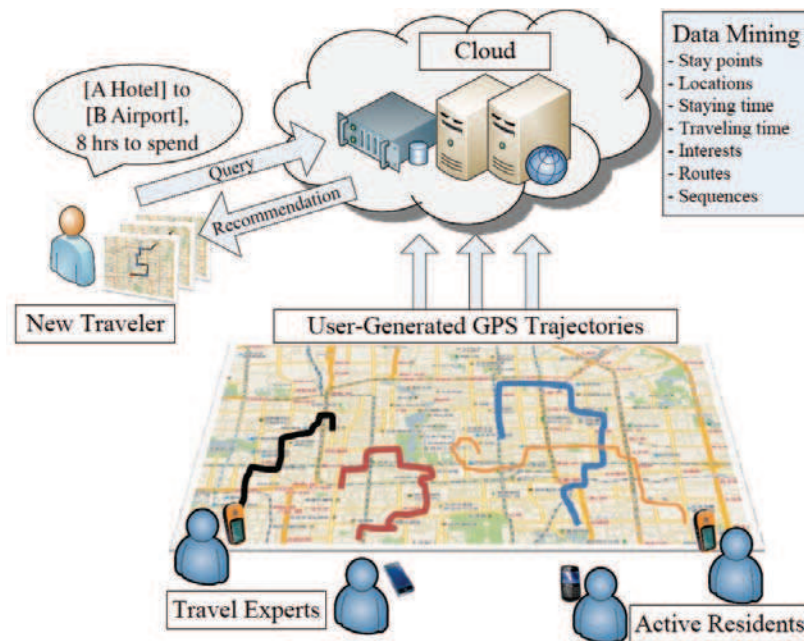 Cloud
Data Mining
- Stay points
- Locations
- Staying time
- Traveling time
- Interests
- Routes
- Sequences
[A Hotel] to
[B Airport],
8 hrs to spend
Query
Recommendation
New Traveler
User-Generated GPS Trajectories
Travel Experts
Active Residents